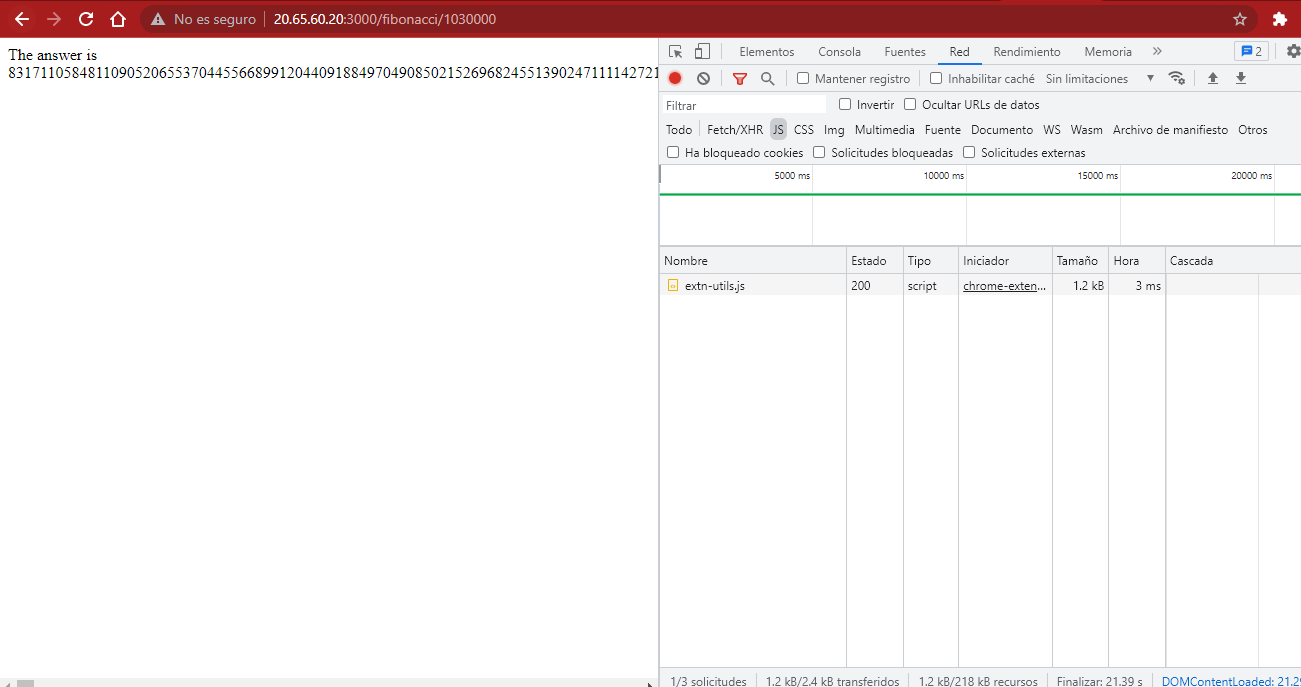 No es seguro 20.65.60.20:3000/fibonacci/1030000
The answer is
8317110584811090520655370445566899120440918849704908502152696824551390247111142721
Elementos Consola Fuentes Red Rendimiento Memoria » 2
Mantener registro Inhabilitar caché Sin limitaciones
Filtrar Invertir Ocultar URLs de datos
Todo Fetch/XHR JS CSS Img Multimedia Fuente Documento WS Wasm Archivo de manifiesto Otros
Ha bloqueado cookies Solicitudes bloqueadas Solicitudes externas
5000 ms 10000 ms 15000 ms 20000 ms
Nombre Estado Tipo Iniciador Tamaño Hora Cascada
extn-utils.js 200 script chrome-exten... 1.2 kB 3 ms
1/3 solicitudes 1.2 kB/2.4 kB transferidos 1.2 kB/218 kB recursos Finalizar: 21.39 s DOMContentLoaded: 21.29